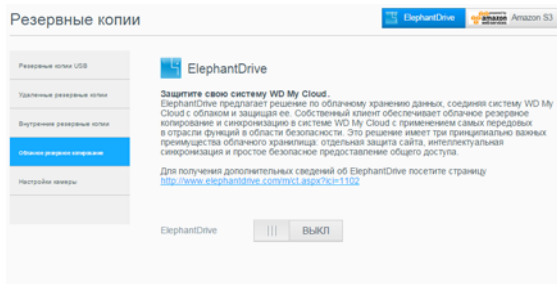 Резервные копии
ElephantDrive
amazon
Amazon S3
Резервные копии USB
Удаленные резервные копии
Внутренние резервные копии
Облачное резервное копирование
Настройки камеры
ElephantDrive
Защитите свою систему WD My Cloud.
ElephantDrive предлагает решение по облачному хранению данных, соединяя систему WD My
Cloud с облаком и защищая ее. Собственный клиент обеспечивает облачное резервное
копирование и синхронизацию в системе WD My Cloud с применением самых передовых
в отрасли функций в области безопасности. Это решение имеет три принципиально важных
преимущества облачного хранилища: отдельная защита сайта, интеллектуальная
синхронизация и простое безопасное предоставление общего доступа.
Для получения дополнительных сведений об ElephantDrive посетите страницу
http://www.elephantdrive.com/m/ct.aspx?ici=1102
ElephantDrive
ВЫКЛ